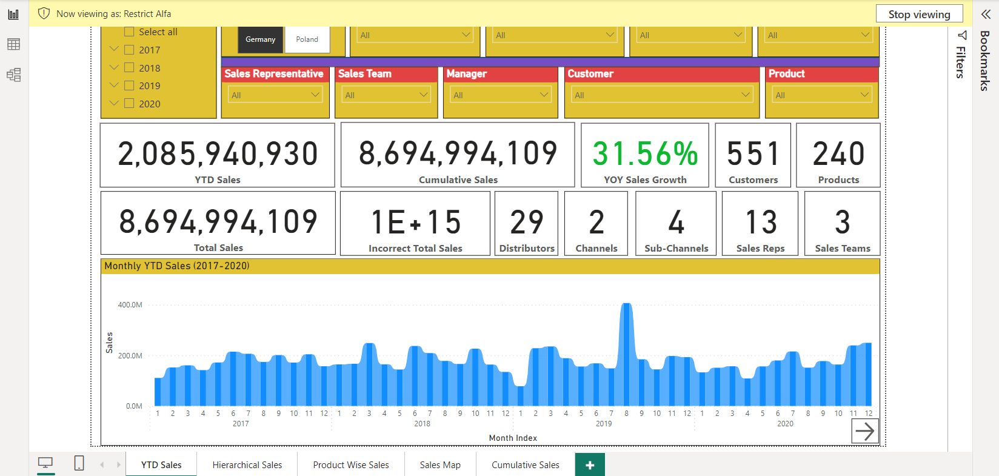 Now viewing as: Restrict Alfa
Stop viewing
Bookmarks
Filters
Select all
2017
2018
2019
2020
Germany
Poland
All
All
All
All
Sales Representative
All
Sales Team
All
Manager
All
Customer
All
Product
All
2,085,940,930
YTD Sales
8,694,994,109
Cumulative Sales
31.56%
YOY Sales Growth
551
Customers
240
Products
8,694,994,109
Total Sales
1E+15
Incorrect Total Sales
29
Distributors
2
Channels
4
Sub-Channels
13
Sales Reps
3
Sales Teams
Monthly YTD Sales (2017-2020)
Sales
400.0M
200.0M
0.0M
1 2 3 4 5 6 7 8 9 10 11 12 1 2 3 4 5 6 7 8 9 10 11 12 1 2 3 4 5 6 7 8 9 10 11 12 1 2 3 4 5 6 7 8 9 10 11 12
2017 2018 2019 2020
Month Index
YTD Sales
Hierarchical Sales
Product Wise Sales
Sales Map
Cumulative Sales